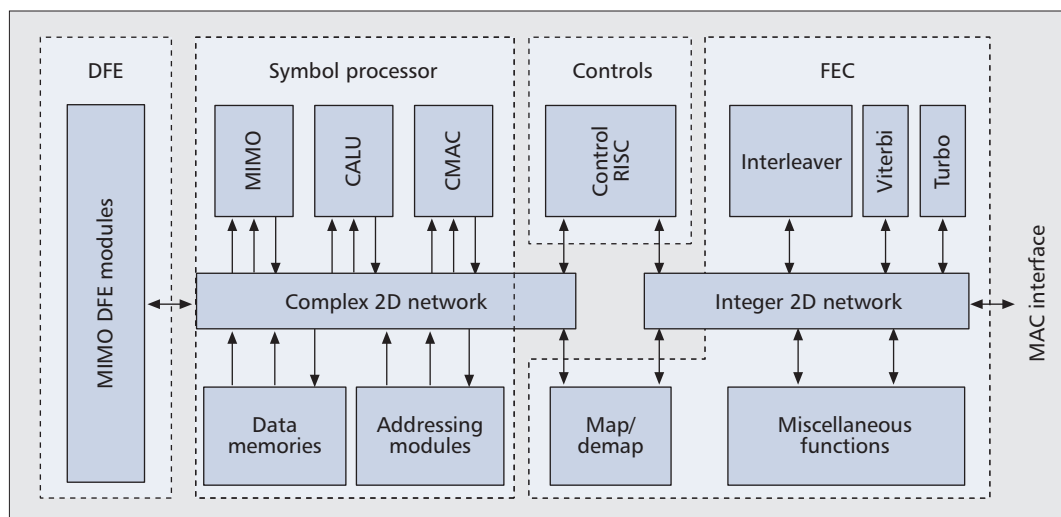 DFE
Symbol processor
Controls
FEC
MIMO DFE modules
MIMO
CALU
CMAC
Control
RISC
Interleaver
Viterbi
Turbo
Complex 2D network
Integer 2D network
MAC interface
Data
memories
Addressing
modules
Map/
demap
Miscellaneous
functions